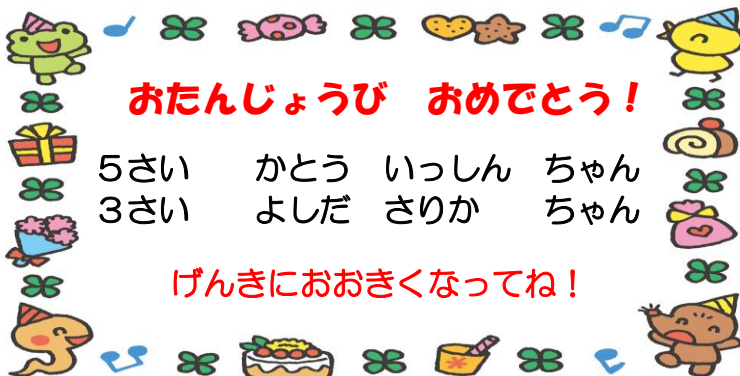 おたんじょうび　おめでとう！
５さい　　かとう　いっしん　ちゃん
３さい　　よしだ　さりか　　ちゃん
げんきにおおきくなってね！